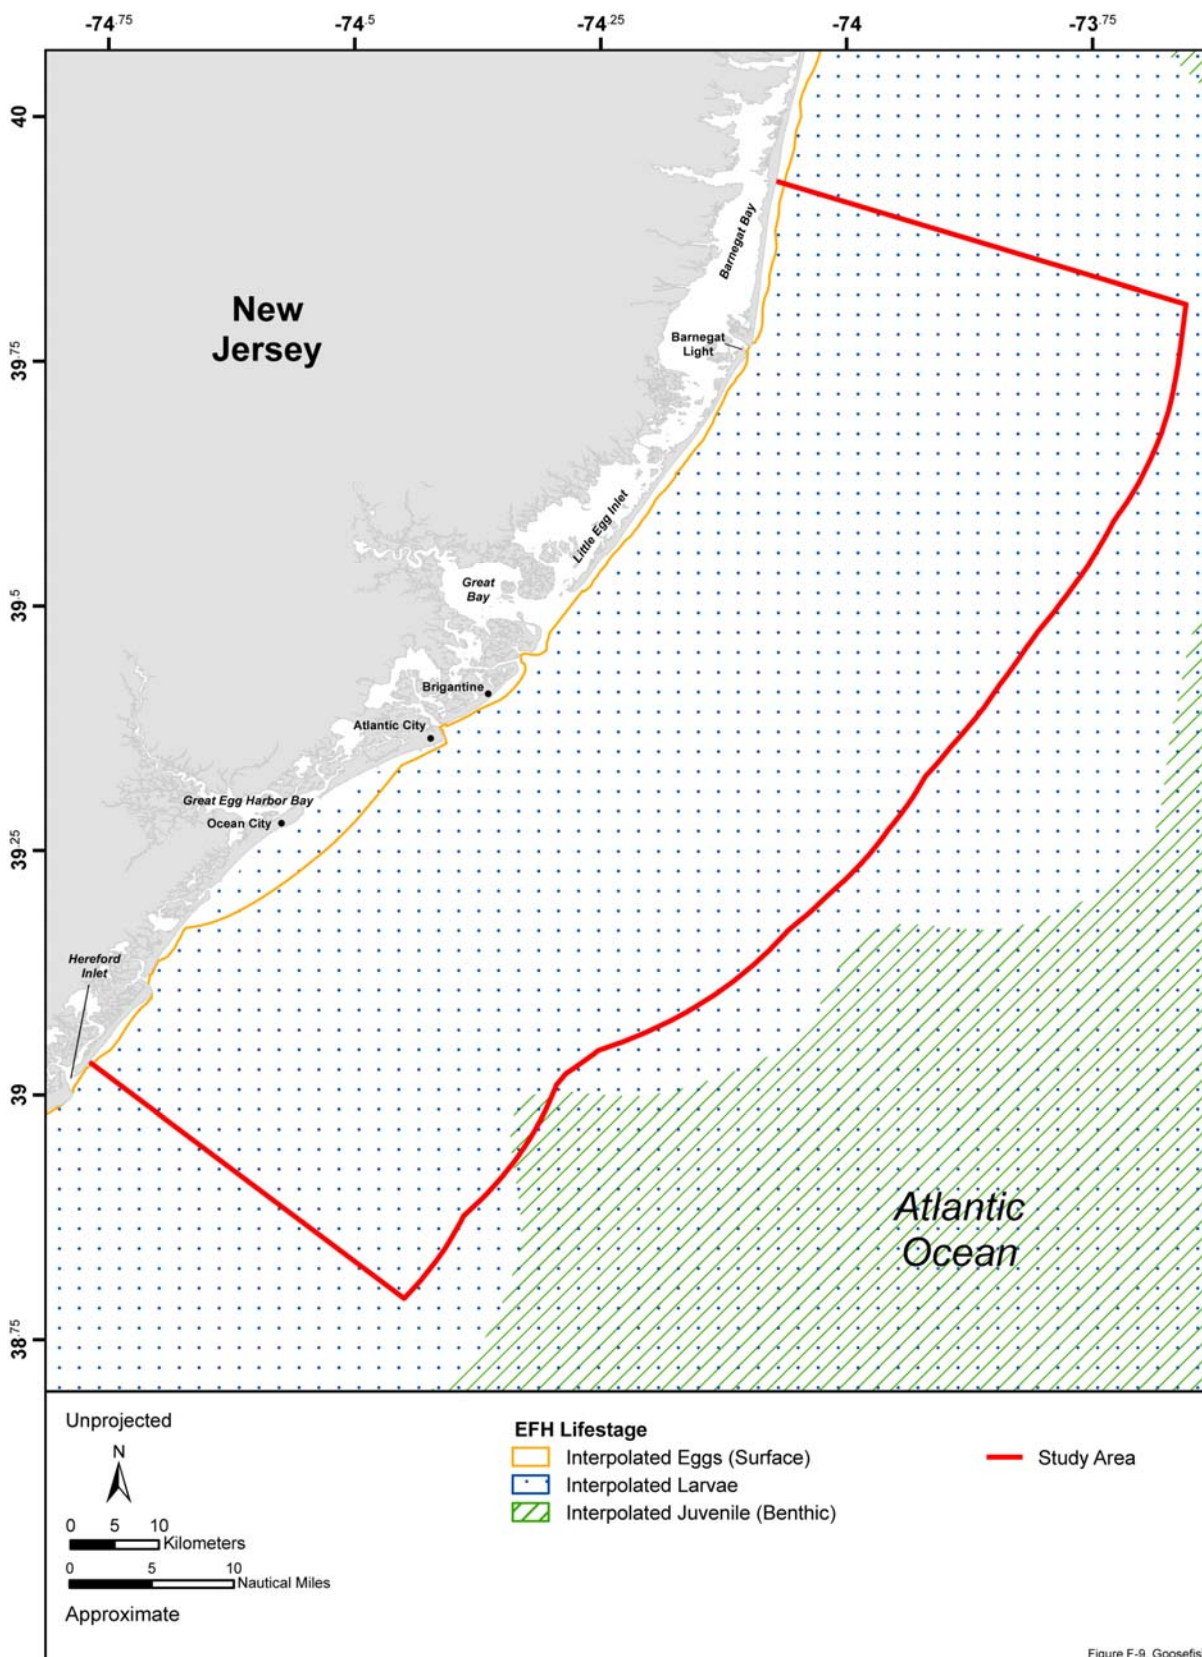 -74.75 -74.5 -74.25 -74 -73.75
40
39.75
39.5
39.25
39
38.75
New
Jersey
Barnegat Bay
Barnegat
Light
Little Egg Inlet
Great
Bay
Brigantine
Atlantic City
Great Egg Harbor Bay
Ocean City
Hereford
Inlet
Atlantic
Ocean
Unprojected
N
0 5 10
Kilometers
0 5 10
Nautical Miles
Approximate
EFH Lifestage
Interpolated Eggs (Surface)
Interpolated Larvae
Interpolated Juvenile (Benthic)
Study Area
Figure F-9 Goosefis